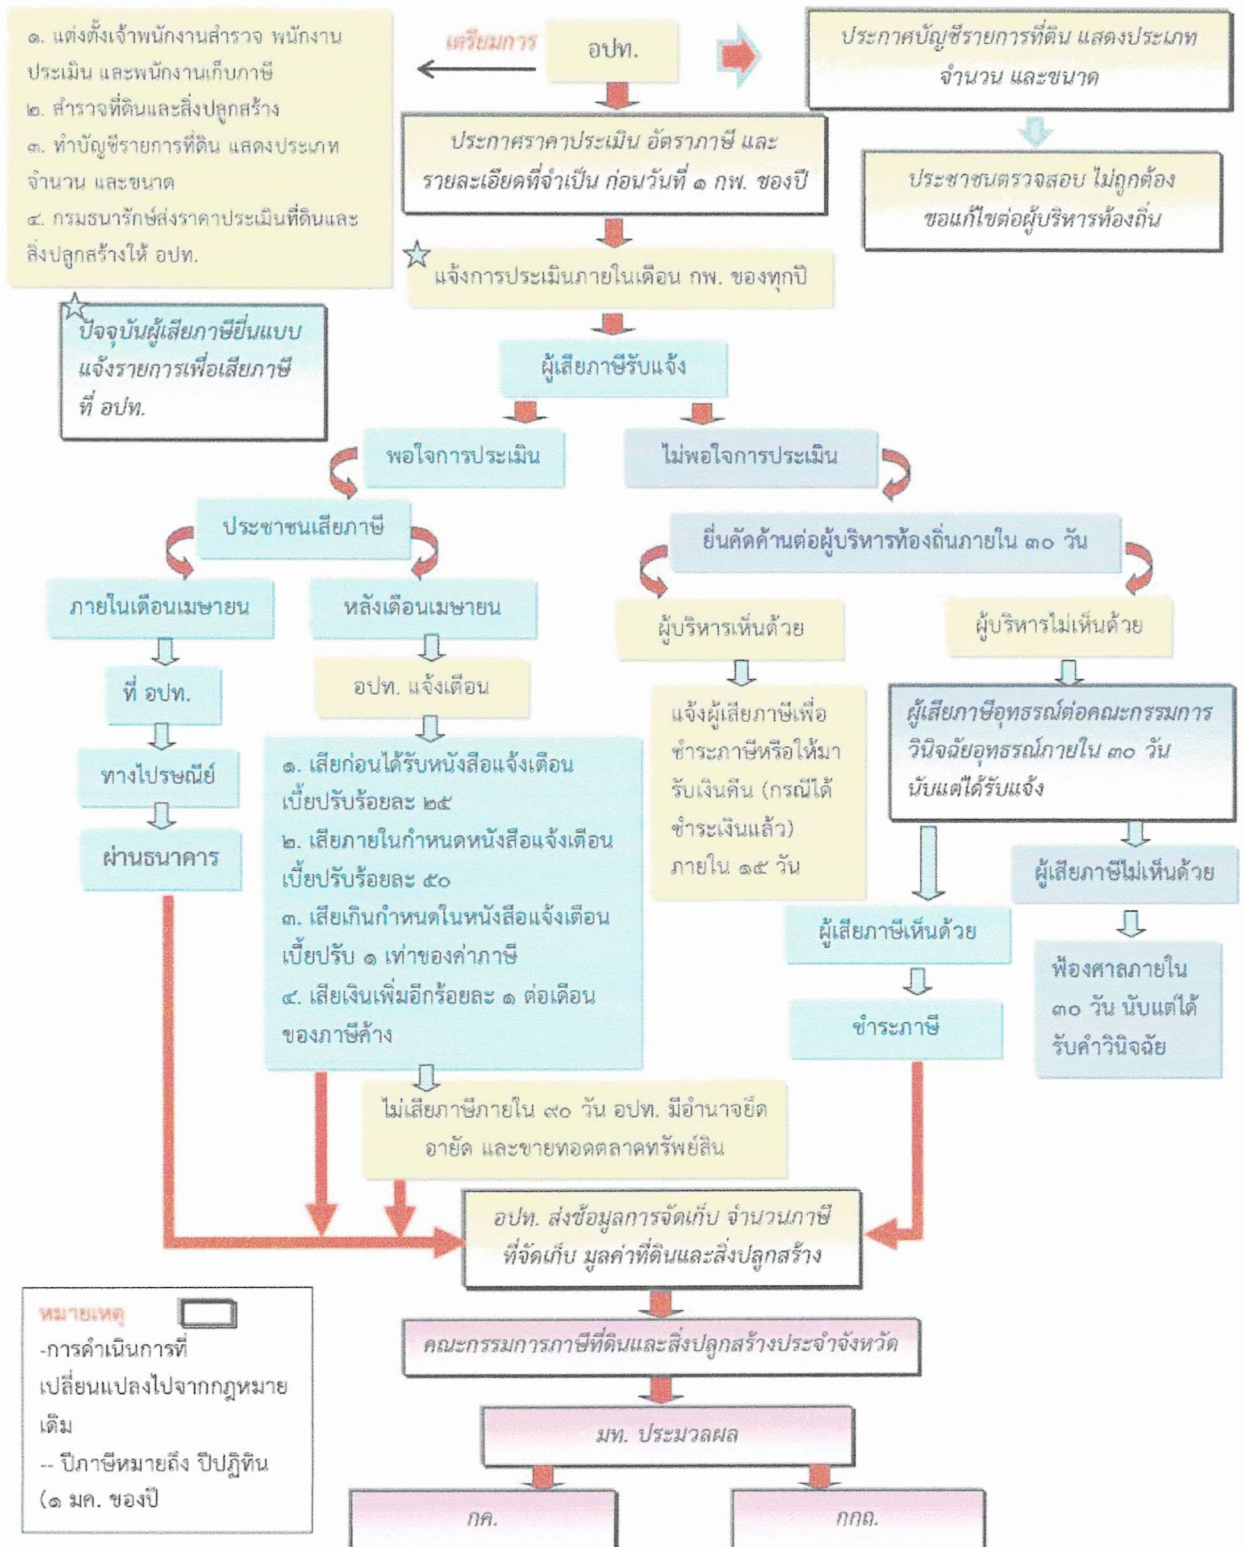 ๑. แต่งตั้งเจ้าพนักงานสำรวจ พนักงาน
ประเมิน และพนักงานเก็บภาษี
๒. สำรวจที่ดินและสิ่งปลูกสร้าง
๓. ทำบัญชีรายการที่ดิน แสดงประเภท
จำนวน และขนาด
๔. กรมธนารักษ์ส่งราคาประเมินที่ดินและ
สิ่งปลูกสร้างให้ อปท.
เตรียมการ
อปท.
ประกาศบัญชีรายการที่ดิน แสดงประเภท
จำนวน และขนาด
ประกาศราคาประเมิน อัตราภาษี และ
รายละเอียดที่จำเป็น ก่อนวันที่ ๑ กพ. ของปี
ประชาชนตรวจสอบ ไม่ถูกต้อง
ขอแก้ไขต่อผู้บริหารท้องถิ่น
แจ้งการประเมินภายในเดือน กพ. ของทุกปี
ปัจจุบันผู้เสียภาษียื่นแบบ
แจ้งรายการเพื่อเสียภาษี
ที่ อปท.
ผู้เสียภาษีรับแจ้ง
พอใจการประเมิน
ไม่พอใจการประเมิน
ประชาชนเสียภาษี
ยื่นคัดค้านต่อผู้บริหารท้องถิ่นภายใน ๓๐ วัน
ภายในเดือนเมษายน
หลังเดือนเมษายน
ผู้บริหารเห็นด้วย
ผู้บริหารไม่เห็นด้วย
ที่ อปท.
อปท. แจ้งเตือน
แจ้งผู้เสียภาษีเพื่อ
ชำระภาษีหรือให้มา
รับเงินคืน (กรณีได้
ชำระเงินแล้ว)
ภายใน ๑๕ วัน
ผู้เสียภาษีอุทธรณ์ต่อคณะกรรมการ
วินิจฉัยอุทธรณ์ภายใน ๓๐ วัน
นับแต่ได้รับแจ้ง
ทางไปรษณีย์
ผ่านธนาคาร
๑. เสียก่อนได้รับหนังสือแจ้งเตือน
เบี้ยปรับร้อยละ ๒๕
๒. เสียภายในกำหนดหนังสือแจ้งเตือน
เบี้ยปรับร้อยละ ๕๐
๓. เสียเกินกำหนดในหนังสือแจ้งเตือน
เบี้ยปรับ ๑ เท่าของค่าภาษี
๔. เสียเงินเพิ่มอีกร้อยละ ๑ ต่อเดือน
ของภาษีค้าง
ผู้เสียภาษีไม่เห็นด้วย
ผู้เสียภาษีเห็นด้วย
ฟ้องศาลภายใน
๓๐ วัน นับแต่ได้
รับคำวินิจฉัย
ชำระภาษี
ไม่เสียภาษีภายใน ๙๐ วัน อปท. มีอำนาจยึด
อายัด และขายทอดตลาดทรัพย์สิน
อปท. ส่งข้อมูลการจัดเก็บ จำนวนภาษี
ที่จัดเก็บ มูลค่าที่ดินและสิ่งปลูกสร้าง
คณะกรรมการภาษีที่ดินและสิ่งปลูกสร้างประจำจังหวัด
มท. ประมวลผล
กค.
กกถ.
หมายเหตุ
-การดำเนินการที่
เปลี่ยนแปลงไปจากกฎหมาย
เดิม
-- ปีภาษีหมายถึง ปีปฏิทิน
(๑ มค. ของปี